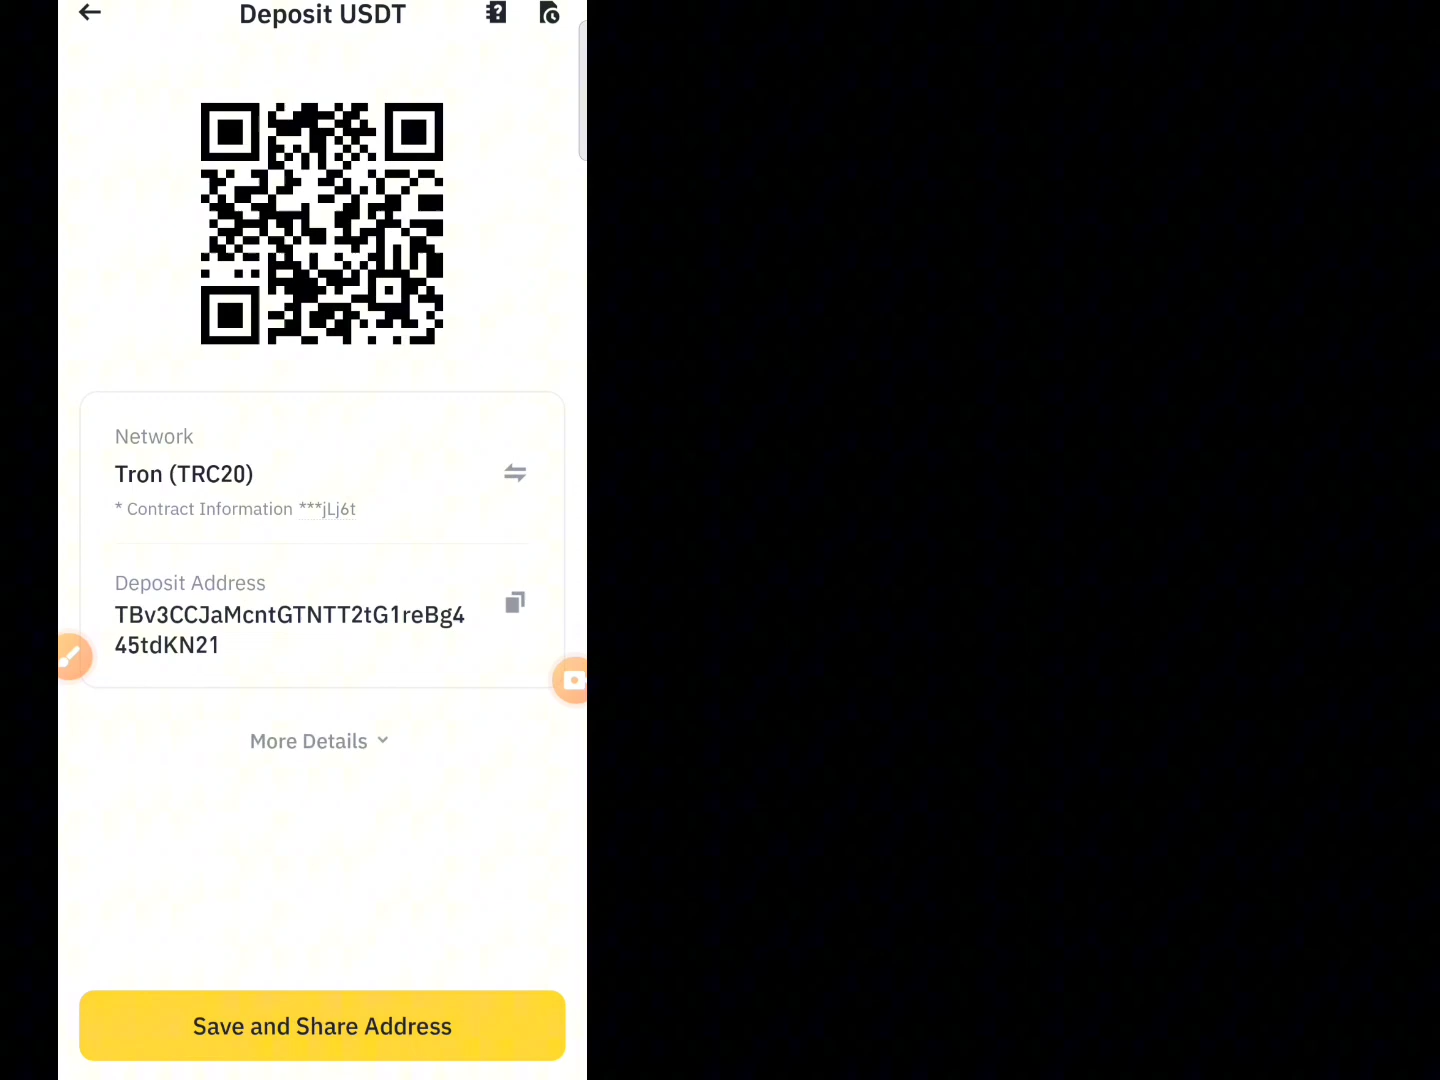 Deposit USDT
Network
Tron (TRC20)
* Contract Information ***jLj6t
Deposit Address
TBv3CCJaMcntGTNTT2tG1reBg4
45tdKN21
More Details
Save and Share Address